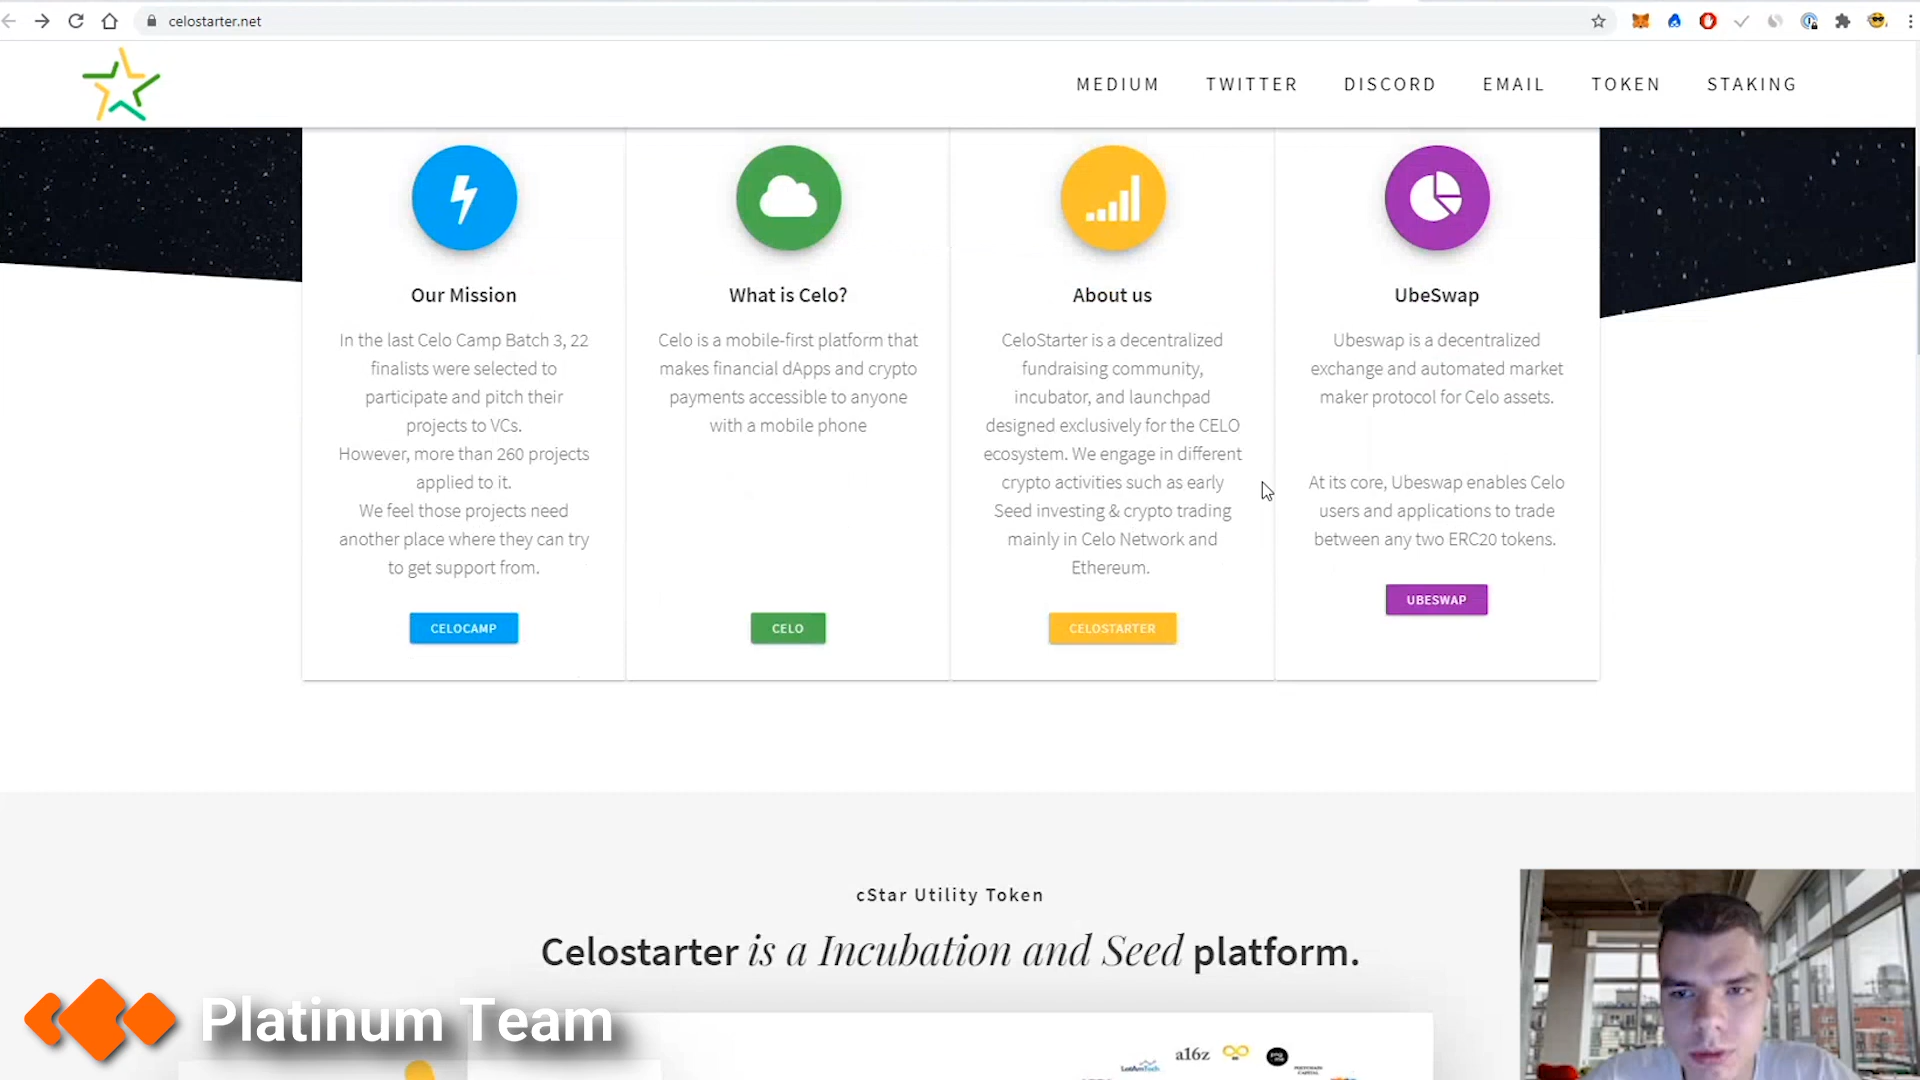 celostarter.net
MEDIUM TWITTER DISCORD EMAIL TOKEN STAKING
Our Mission
In the last Celo Camp Batch 3, 22
finalists were selected to
participate and pitch their
projects to VCs.
However, more than 260 projects
applied to it.
We feel those projects need
another place where they can try
to get support from.
CELOCAMP
What is Celo?
Celo is a mobile-first platform that
makes financial dApps and crypto
payments accessible to anyone
with a mobile phone
CELO
About us
CeloStarter is a decentralized
fundraising community,
incubator, and launchpad
designed exclusively for the CELO
ecosystem. We engage in different
crypto activities such as early
Seed investing & crypto trading
mainly in Celo Network and
Ethereum.
CELOSTARTER
UbeSwap
Ubeswap is a decentralized
exchange and automated market
maker protocol for Celo assets.
At its core, Ubeswap enables Celo
users and applications to trade
between any two ERC20 tokens.
UBESWAP
cStar Utility Token
Celostarter is a Incubation and Seed platform.
Platinum Team
a16z